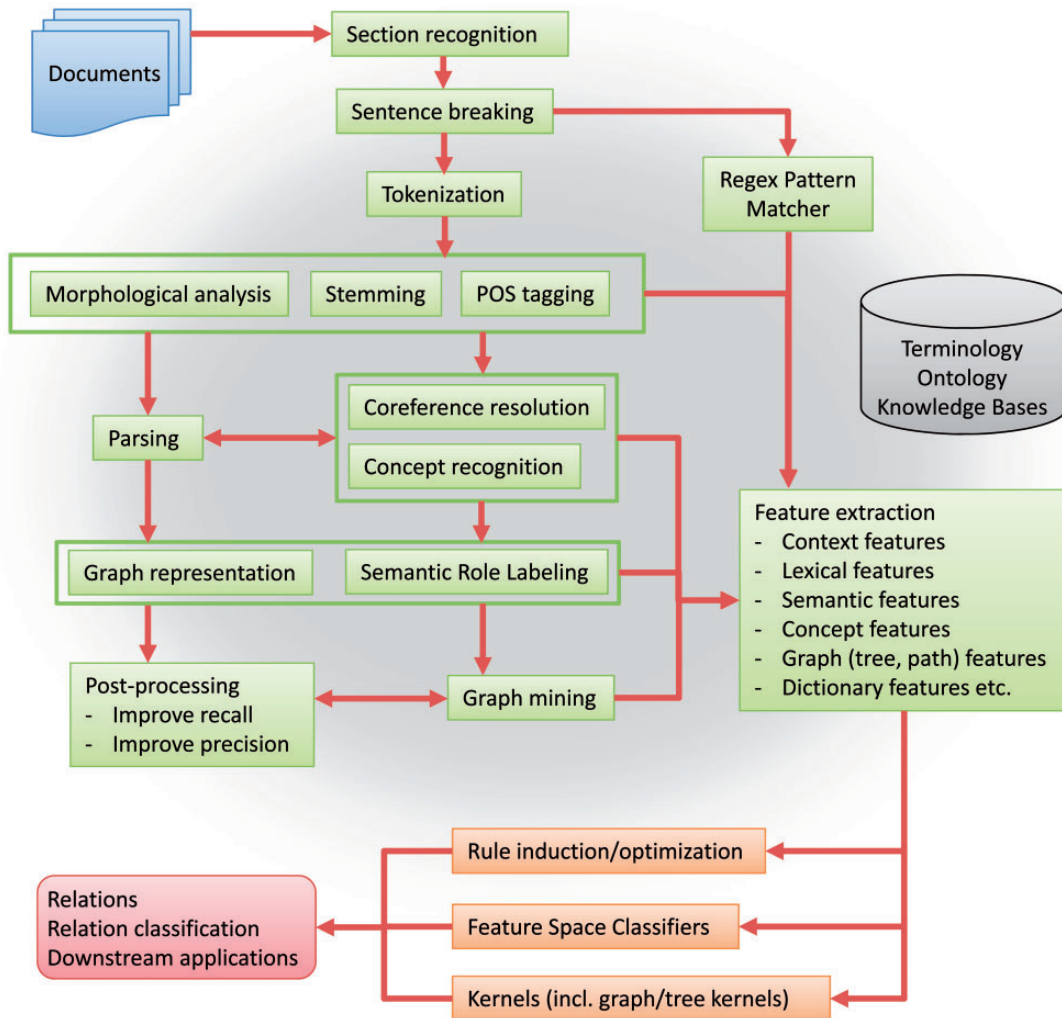 Documents
Section recognition
Sentence breaking
Tokenization
Regex Pattern
Matcher
Morphological analysis
Stemming
POS tagging
Terminology
Ontology
Knowledge Bases
Coreference resolution
Parsing
Concept recognition
Graph representation
Semantic Role Labeling
Feature extraction
- Context features
- Lexical features
- Semantic features
- Concept features
- Graph (tree, path) features
- Dictionary features etc.
Post-processing
- Improve recall
- Improve precision
Graph mining
Rule induction/optimization
Feature Space Classifiers
Kernels (incl. graph/tree kernels)
Relations
Relation classification
Downstream applications